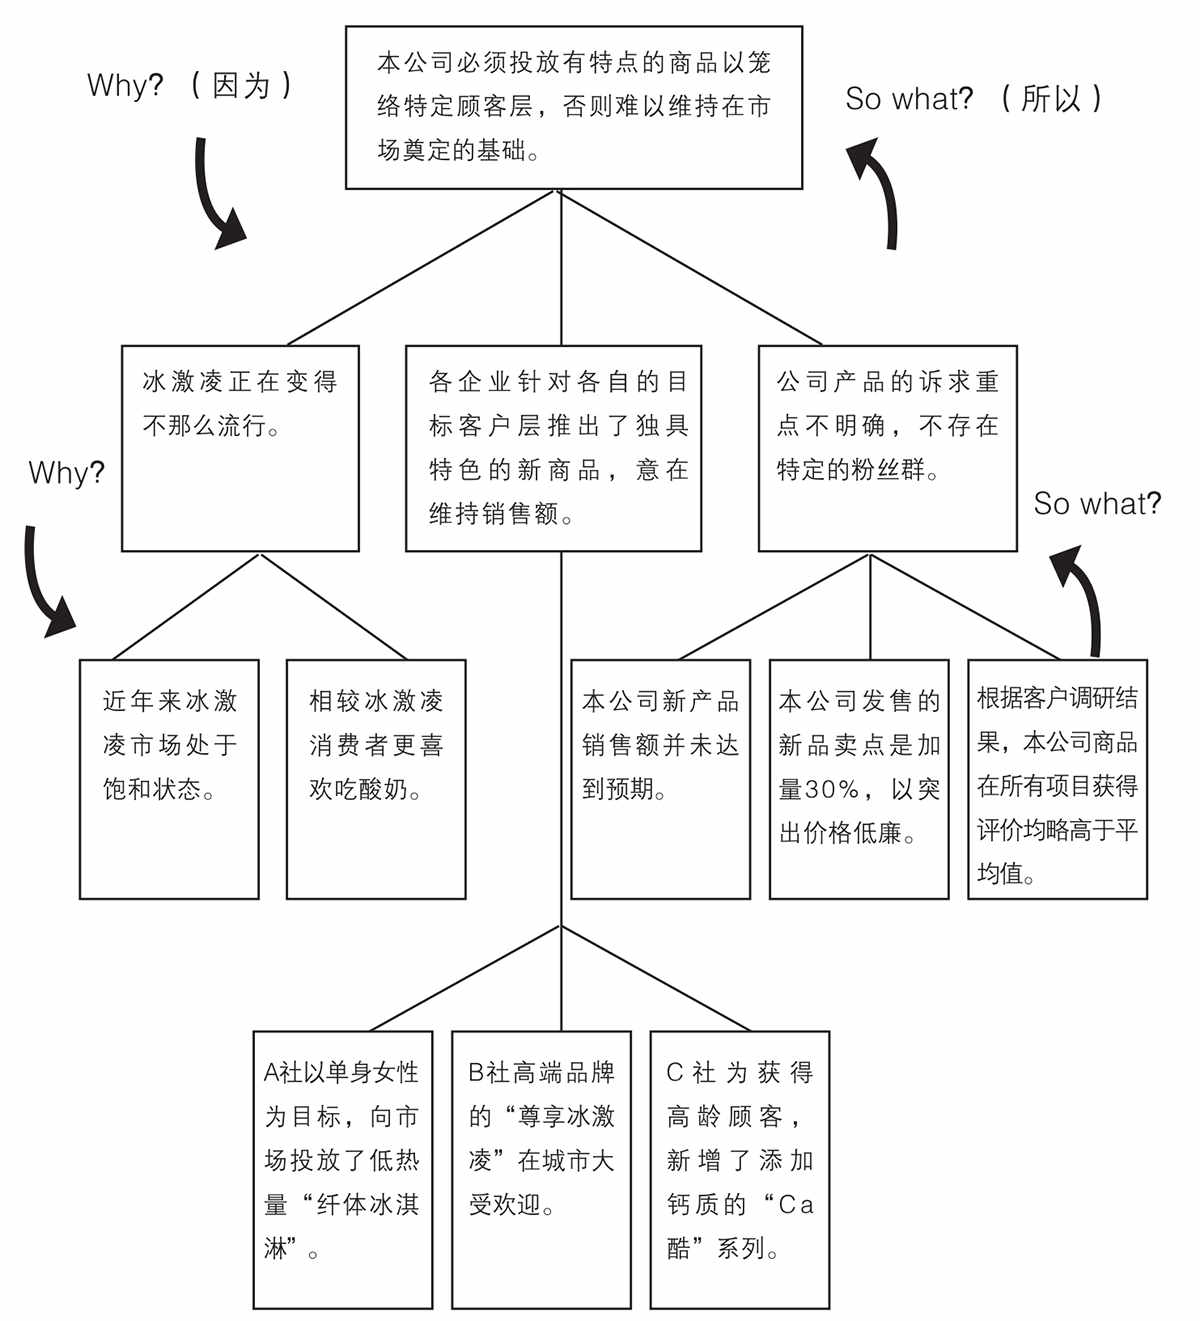 Why?（因为）
本公司必须投放有特点的商品以笼
络特定顾客层，否则难以维持在市
场奠定的基础。
So what?（所以）
冰激凌正在变得
不那么流行。
各企业针对各自的目
标客户层推出了独具
特色的新商品，意在
维持销售额。
公司产品的诉求重
点不明确，不存在
特定的粉丝群。
Why?
So what?
近年来冰激
凌市场处于
饱和状态。
相较冰激凌
消费者更喜
欢吃酸奶。
本公司新产品
销售额并未达
到预期。
本公司发售的
新品卖点是加
量30%，以突
出价格低廉。
根据客户调研结
果，本公司商品
在所有项目获得
评价均略高于平
均值。
A社以单身女性
为目标，向市
场投放了低热
量“纤体冰淇
淋”。
B社高端品牌
的“尊享冰激
凌”在城市大
受欢迎。
C社为获得
高龄顾客，
新增了添加
钙质的“Ca
酷”系列。